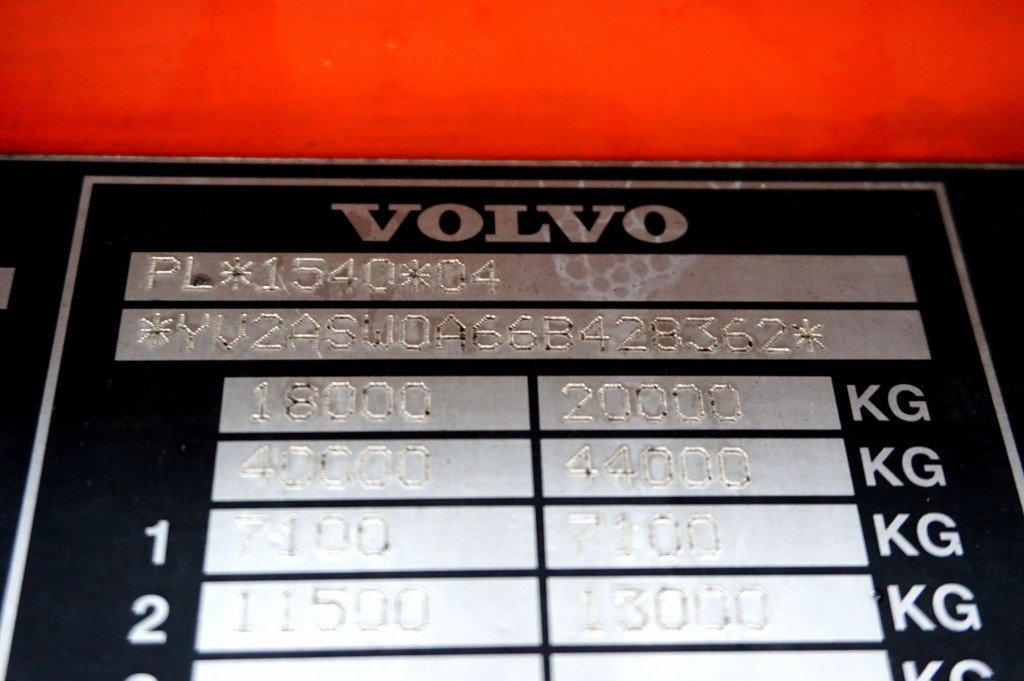 VOLVO
PL*1540*04
*YV2ASW0A66B428362*
18000 20000 KG
40000 44000 KG
1 7100 7100 KG
2 11500 13000 KG
KG